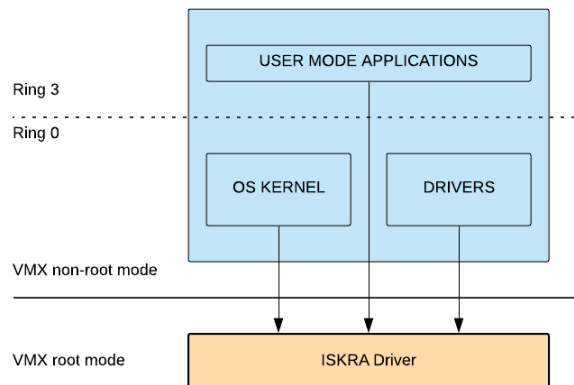 USER MODE APPLICATIONS
Ring 3
Ring 0
OS KERNEL
DRIVERS
VMX non-root mode
VMX root mode
ISKRA Driver